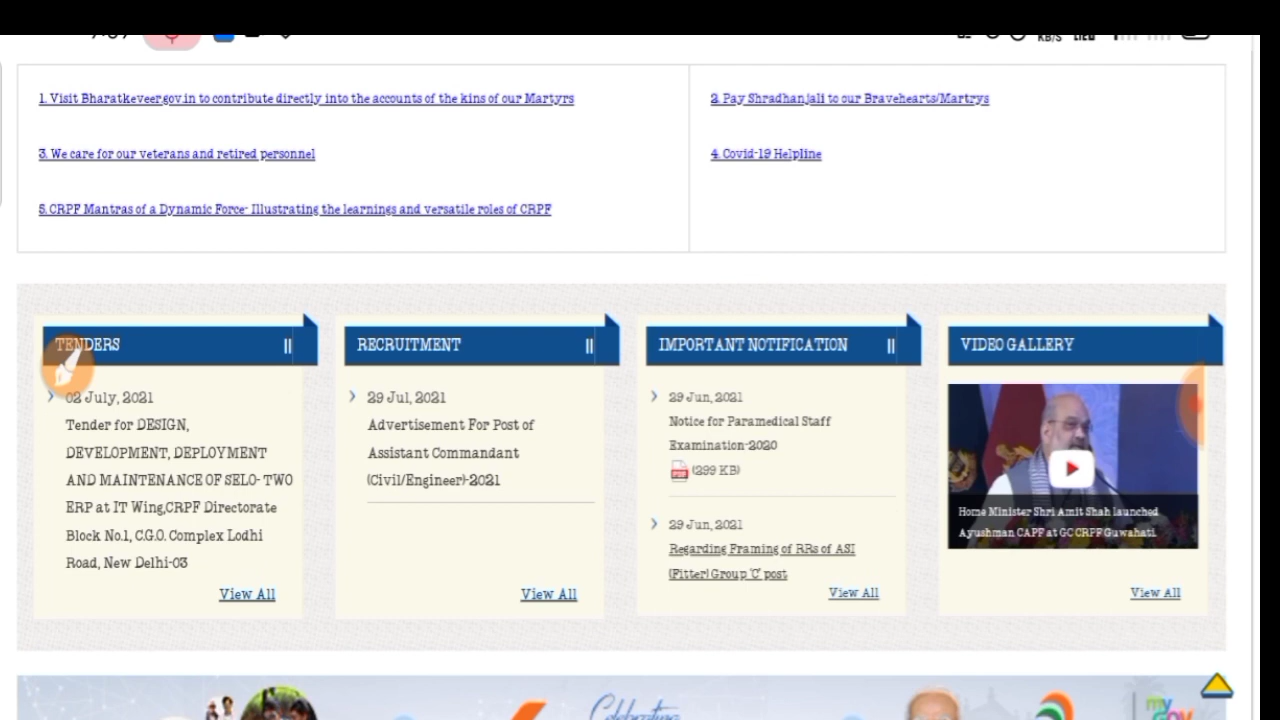 KB/S
1. Visit Bharatkeveer.gov.in to contribute directly into the accounts of the kins of our Martyrs
2. Pay Shradhanjali to our Bravehearts/Martrys
3. We care for our veterans and retired personnel
4. Covid-19 Helpline
5. CRPF Mantras of a Dynamic Force- Illustrating the learnings and versatile roles of CRPF
TENDERS
02 July, 2021
Tender for DESIGN,
DEVELOPMENT, DEPLOYMENT
AND MAINTENANCE OF SELO- TWO
ERP at IT Wing,CRPF Directorate
Block No.1, C.G.O. Complex Lodhi
Road, New Delhi-03
View All
RECRUITMENT
29 Jul, 2021
Advertisement For Post of
Assistant Commandant
(Civil/Engineer)-2021
View All
IMPORTANT NOTIFICATION
29 Jun, 2021
Notice for Paramedical Staff
Examination-2020
(299 KB)
29 Jun, 2021
Regarding Framing of RRs of ASI
(Fitter) Group 'C' post
View All
VIDEO GALLERY
Home Minister Shri Amit Shah launched
Ayushman CAPF at GC CRPF Guwahati.
View All
Celebrating
my
gov